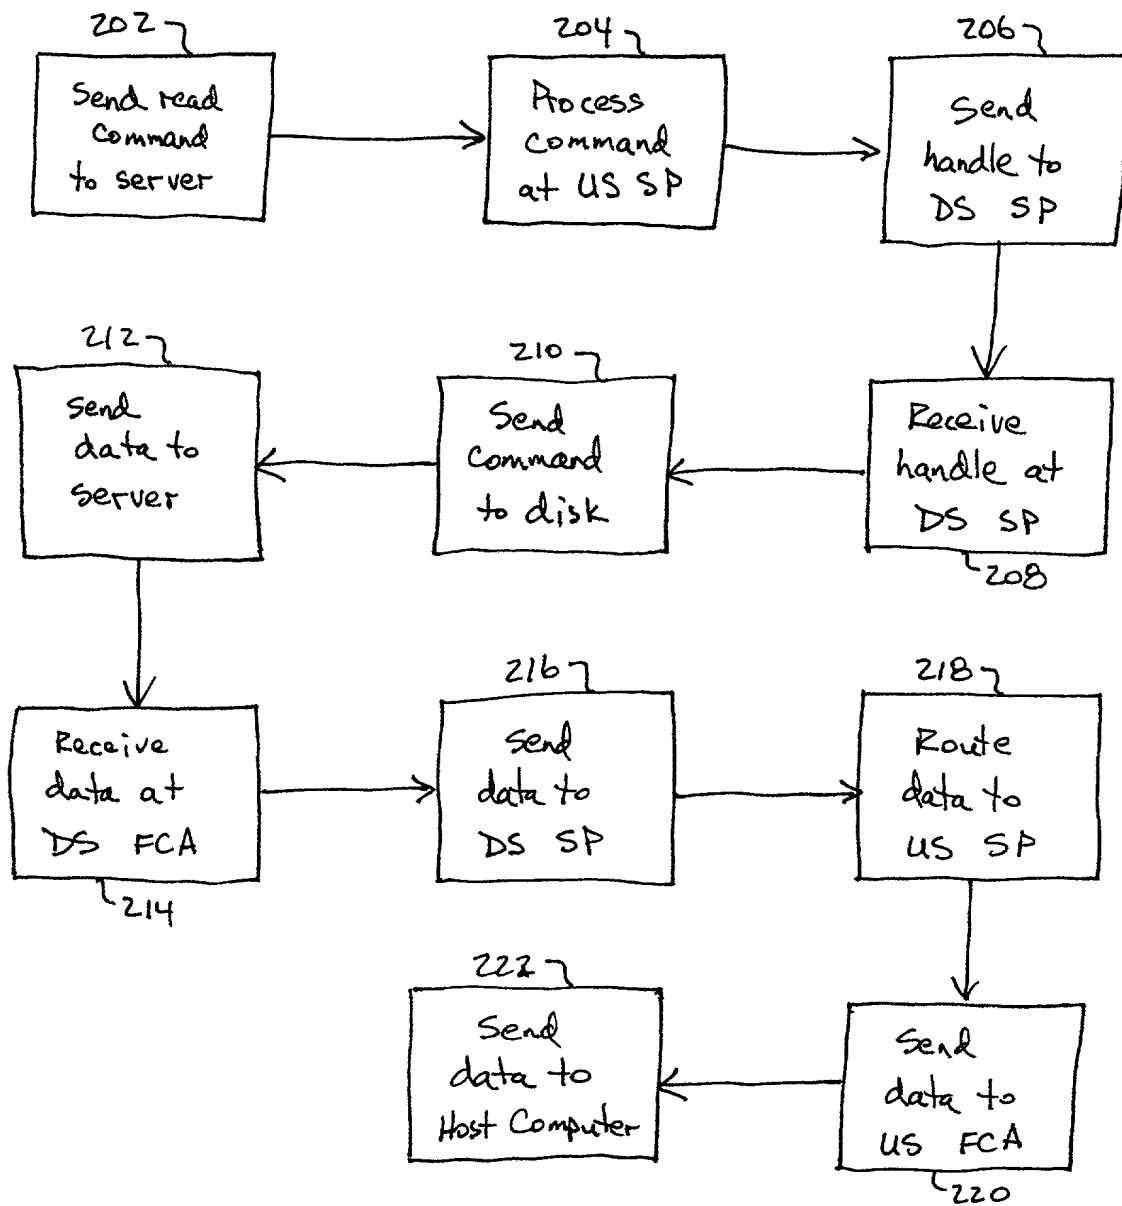 202
Send read
command
to server
204
Process
command
at US SP
206
Send
handle to
DS SP
212
Send
data to
server
210
Send
command
to disk
Receive
handle at
DS SP
208
Receive
data at
DS FCA
214
216
Send
data to
DS SP
218
Route
data to
US SP
222
Send
data to
Host Computer
Send
data to
US FCA
220